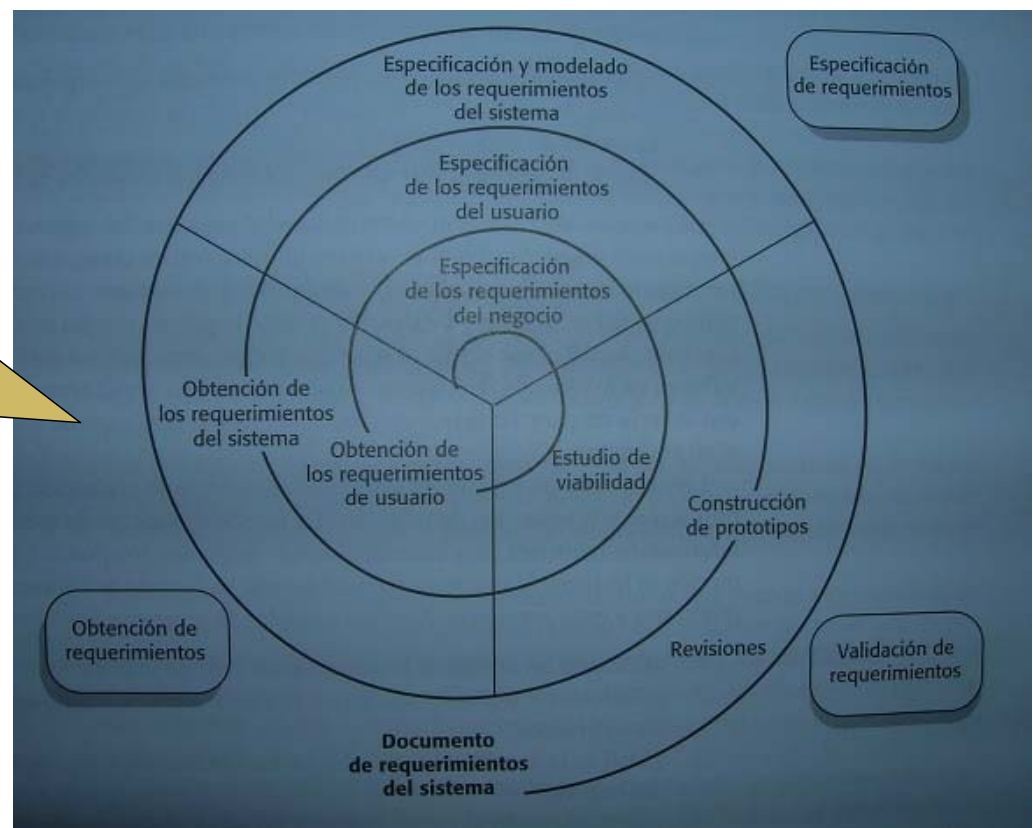 Especificación y modelado
de los requerimientos
del sistema
Especificación
de requerimientos
Especificación
de los requerimientos
del usuario
Especificación
de los requerimientos
del negocio
Obtención de
los requerimientos
del sistema
Obtención de
los requerimientos
de usuario
Estudio de
viabilidad
Construcción
de prototipos
Obtención de
requerimientos
Revisiones
Validación de
requerimientos
Documento
de requerimientos
del sistema